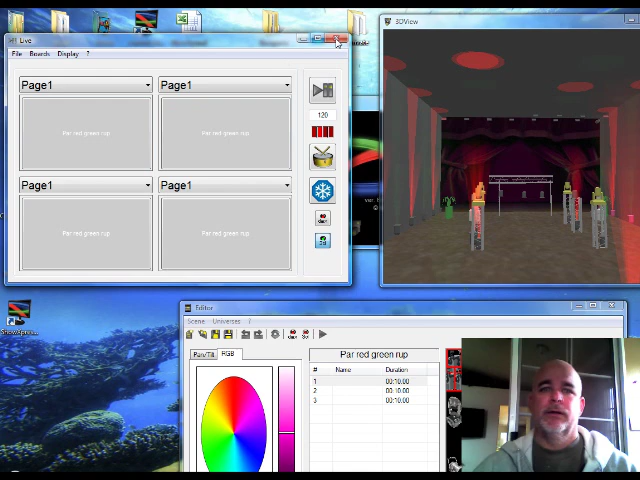 Live
3DView
File Boards Display ?
Page1 Page1
120
Par red green rup Par red green rup
Page1 Page1
Par red green rup Par red green rup
ShowXpres...
Editor
Scene Universes ?
Pan/Tilt RGB
Par red green rup
# Name Duration
1 00:10.00
2 00:10.00
3 00:10.00